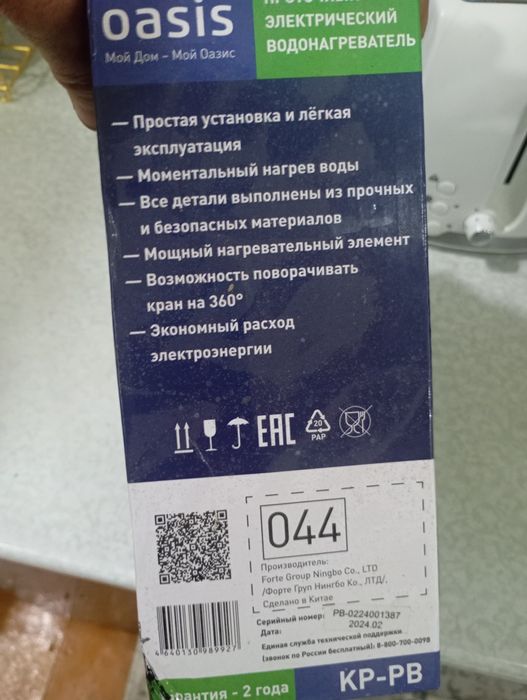 oasis
Мой Дом – Мой Оазис
ЭЛЕКТРИЧЕСКИЙ
ВОДОНАГРЕВАТЕЛЬ
— Простая установка и лёгкая
эксплуатация
— Моментальный нагрев воды
— Все детали выполнены из прочных
и безопасных материалов
— Мощный нагревательный элемент
— Возможность поворачивать
кран на 360°
— Экономный расход
электроэнергии
EAC
20
PAP
044
Производитель:
Forte Group Ningbo Co., LTD
/Форте Груп Нингбо Ко., ЛТД/.
Сделано в Китае
Серийный номер: PB-0224001387
Дата: 2024.02
Единая служба технической поддержки
(звонок по России бесплатный): 8-800-700-0098
4640130989927
гарантия - 2 года
KP-PB